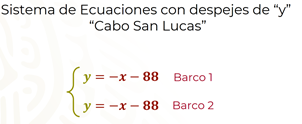 Sistema de Ecuaciones con despejes de “y”
“Cabo San Lucas”
y = −x − 88 Barco 1
y = −x − 88 Barco 2